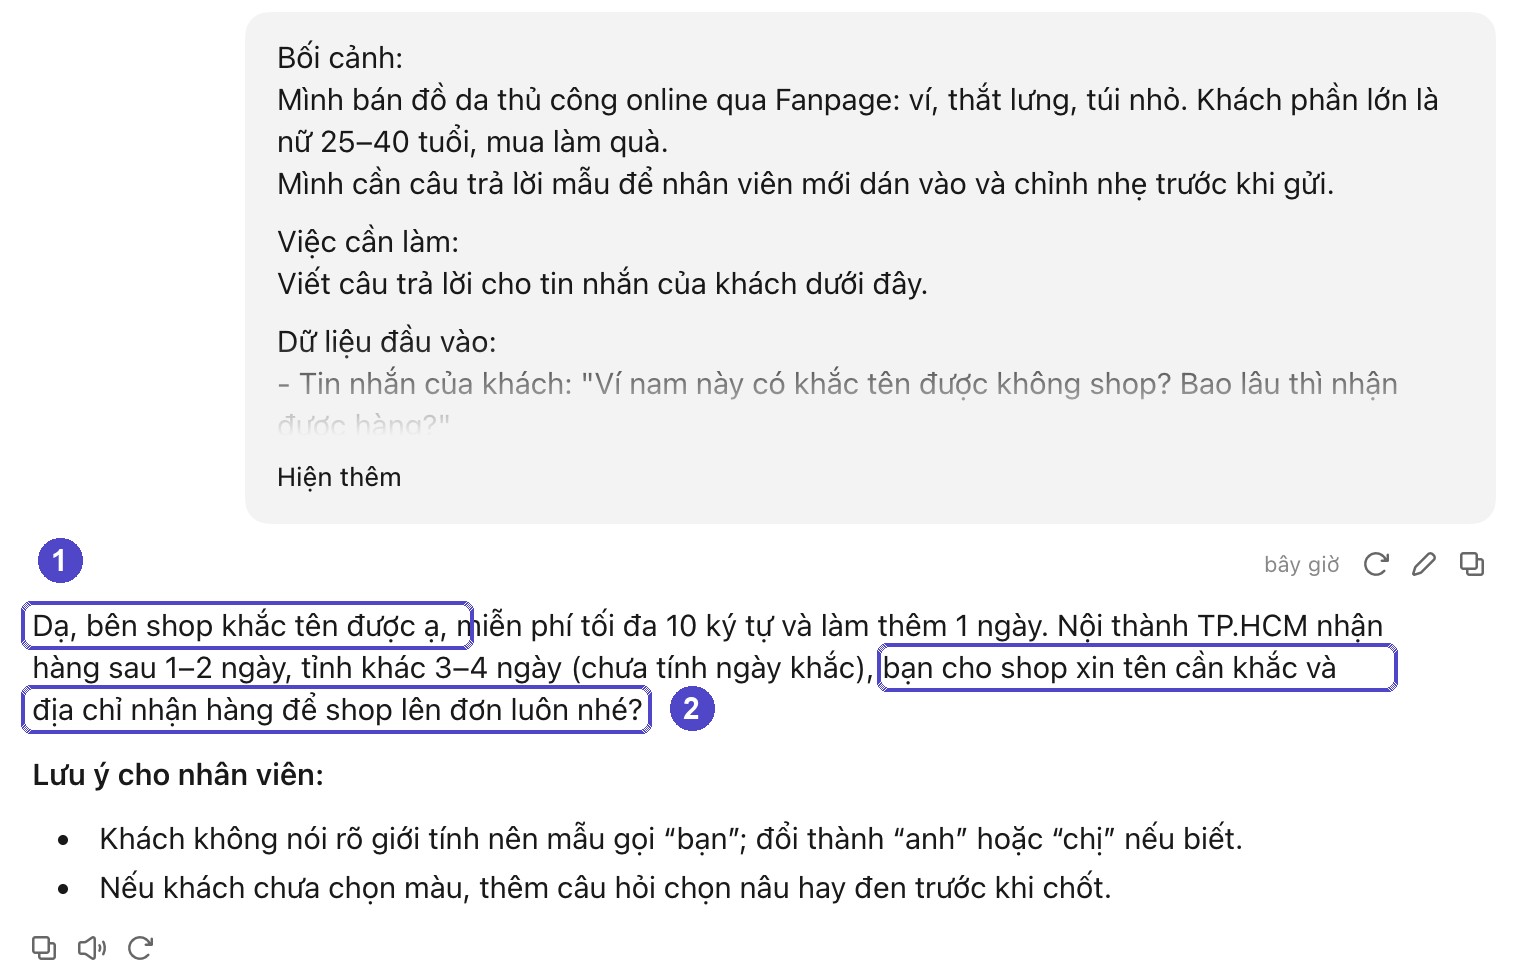 Bối cảnh:
Mình bán đồ da thủ công online qua Fanpage: ví, thắt lưng, túi nhỏ. Khách phần lớn là
nữ 25–40 tuổi, mua làm quà.
Mình cần câu trả lời mẫu để nhân viên mới dán vào và chỉnh nhẹ trước khi gửi.
Việc cần làm:
Viết câu trả lời cho tin nhắn của khách dưới đây.
Dữ liệu đầu vào:
- Tin nhắn của khách: "Ví nam này có khắc tên được không shop? Bao lâu thì nhận
được hàng?"
Hiện thêm
bây giờ
1
Dạ, bên shop khắc tên được ạ, miễn phí tối đa 10 ký tự và làm thêm 1 ngày. Nội thành TP.HCM nhận
hàng sau 1–2 ngày, tỉnh khác 3–4 ngày (chưa tính ngày khắc), bạn cho shop xin tên cần khắc và
địa chỉ nhận hàng để shop lên đơn luôn nhé?
2
Lưu ý cho nhân viên:
• Khách không nói rõ giới tính nên mẫu gọi “bạn”; đổi thành “anh” hoặc “chị” nếu biết.
• Nếu khách chưa chọn màu, thêm câu hỏi chọn nâu hay đen trước khi chốt.